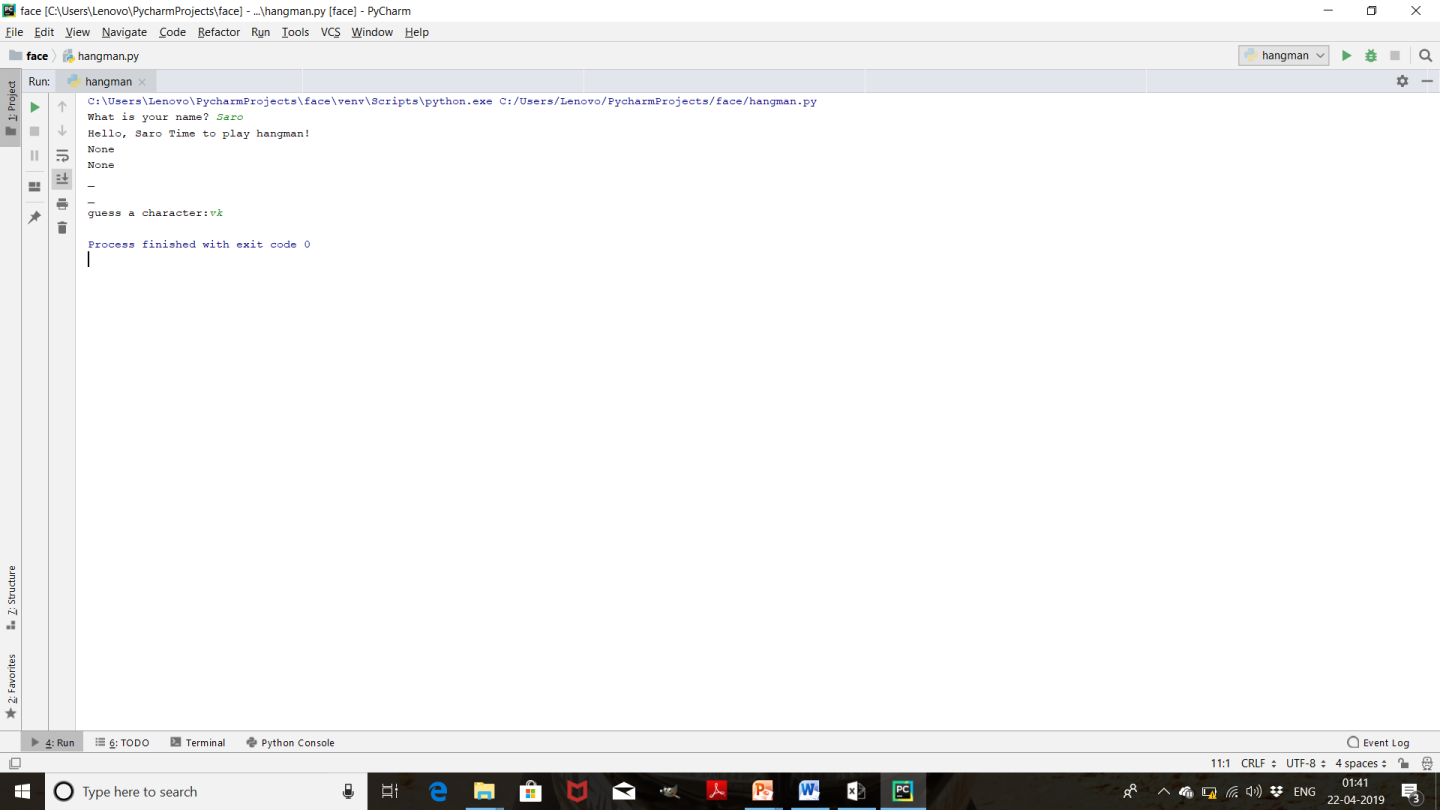 face [C:\Users\Lenovo\PycharmProjects\face] - ...\hangman.py [face] - PyCharm
File Edit View Navigate Code Refactor Run Tools VCS Window Help
face hangman.py hangman
1: Project
Run: hangman
C:\Users\Lenovo\PycharmProjects\face\venv\Scripts\python.exe C:/Users/Lenovo/PycharmProjects/face/hangman.py
What is your name? Saro
Hello, Saro Time to play hangman!
None
None
_
_
guess a character:vk
Process finished with exit code 0
7: Structure
2: Favorites
4: Run 6: TODO Terminal Python Console Event Log
11:1 CRLF UTF-8 4 spaces
Type here to search
ENG
01:41
22-04-2019
3